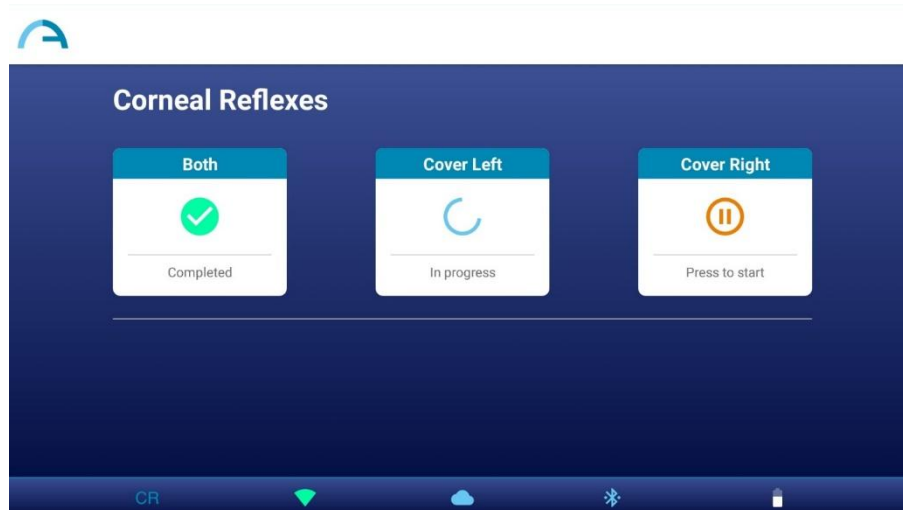 Corneal Reflexes
Both
Cover Left
Cover Right
Completed
In progress
Press to start
CR